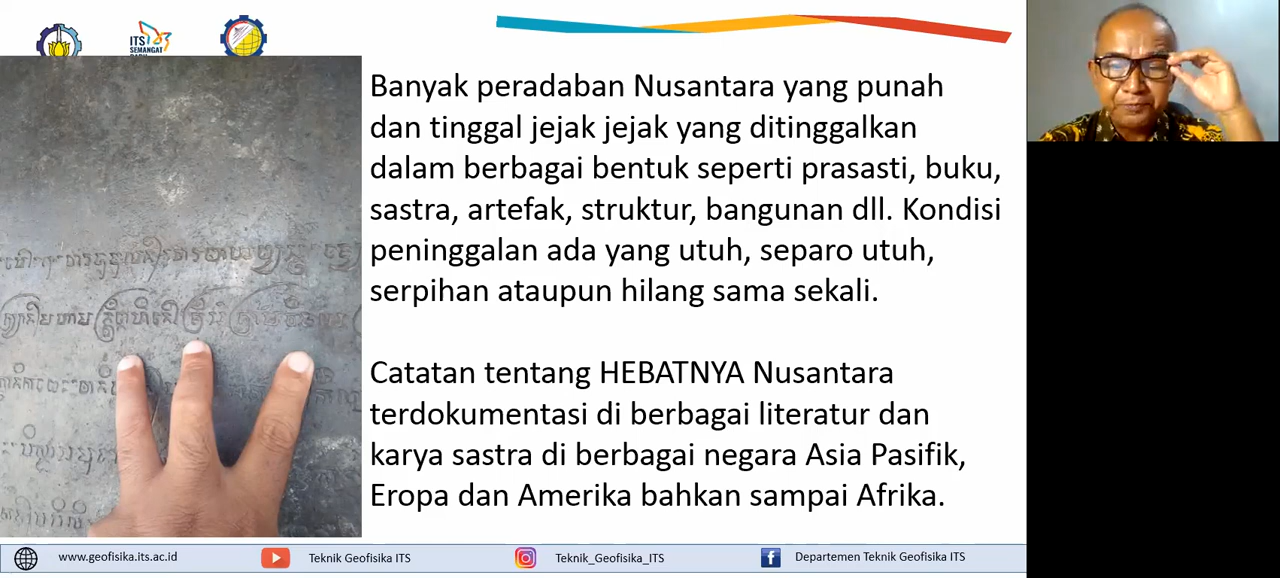 ITS
SEMANGAT
Banyak peradaban Nusantara yang punah
dan tinggal jejak jejak yang ditinggalkan
dalam berbagai bentuk seperti prasasti, buku,
sastra, artefak, struktur, bangunan dll. Kondisi
peninggalan ada yang utuh, separo utuh,
serpihan ataupun hilang sama sekali.
Catatan tentang HEBATNYA Nusantara
terdokumentasi di berbagai literatur dan
karya sastra di berbagai negara Asia Pasifik,
Eropa dan Amerika bahkan sampai Afrika.
www.geofisika.its.ac.id
Teknik Geofisika ITS
Teknik_Geofisika_ITS
Departemen Teknik Geofisika ITS